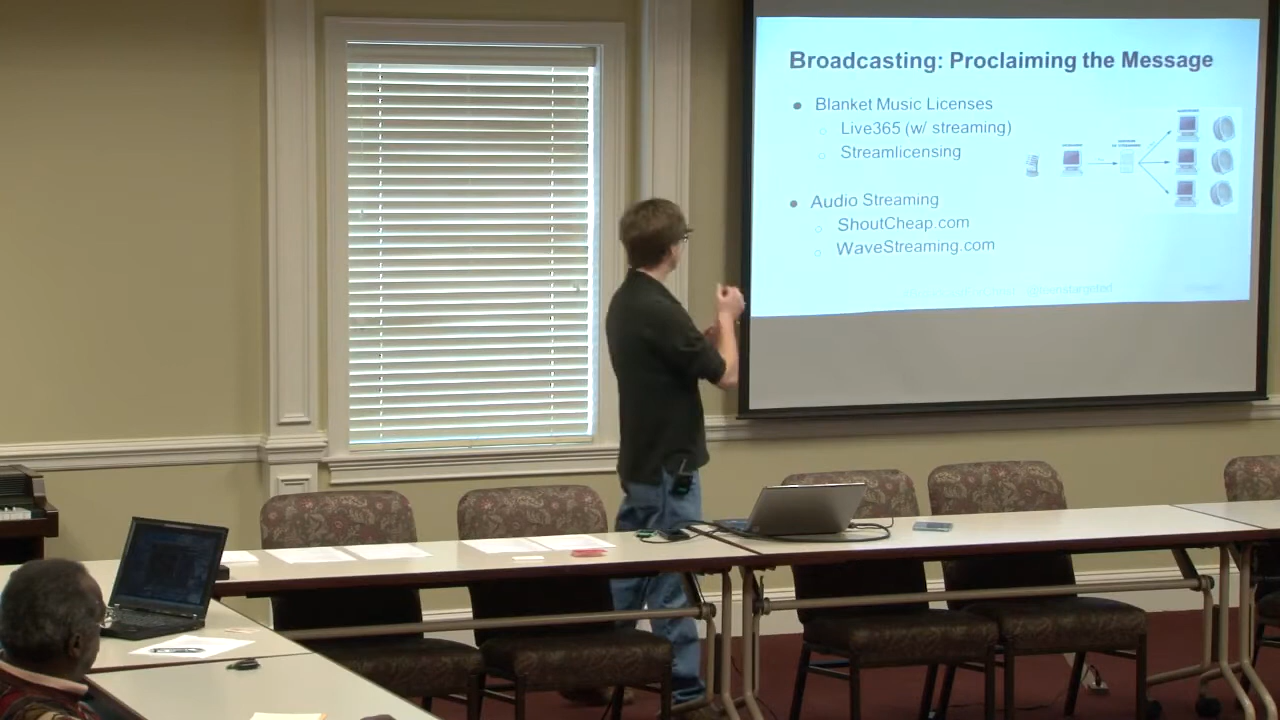 Broadcasting: Proclaiming the Message
Blanket Music Licenses
Live365 (w/ streaming)
Streamlicensing
Audio Streaming
ShoutCheap.com
WaveStreaming.com